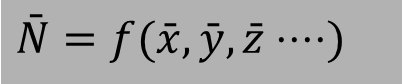 N̄ = f(x̄, ȳ, z̄ ····)